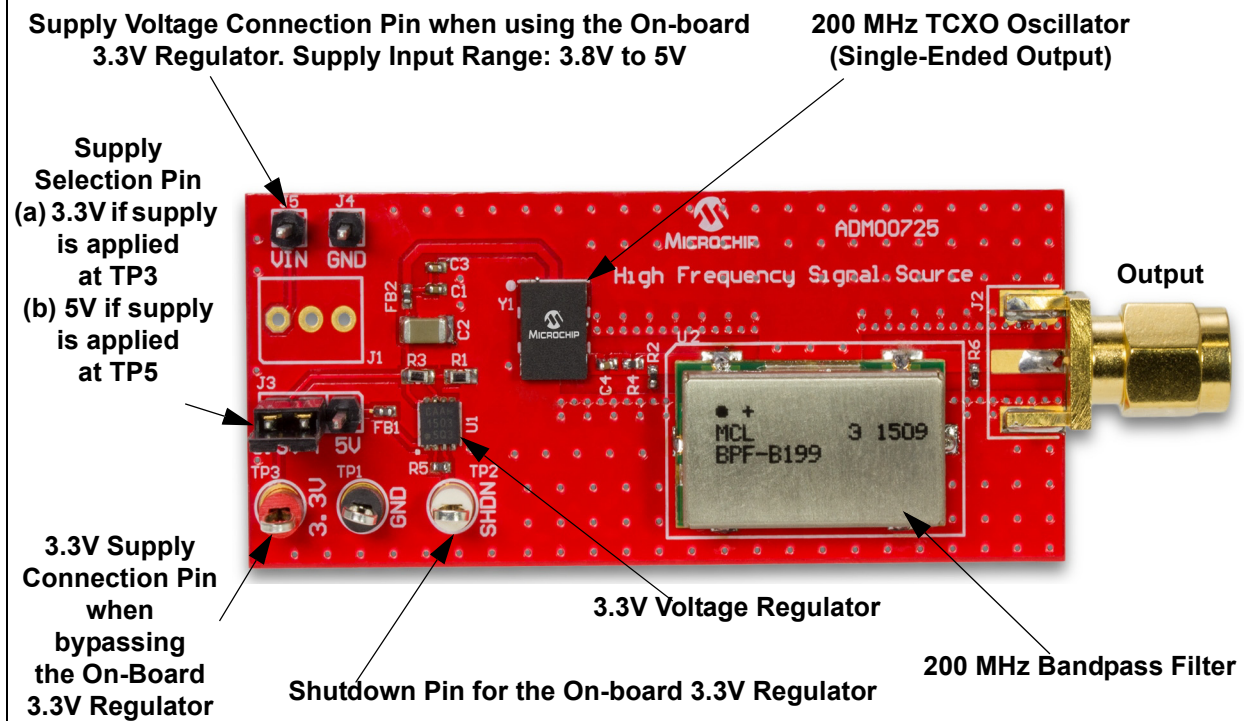 Supply Voltage Connection Pin when using the On-board
3.3V Regulator. Supply Input Range: 3.8V to 5V
200 MHz TCXO Oscillator
(Single-Ended Output)
Supply
Selection Pin
(a) 3.3V if supply
is applied
at TP3
(b) 5V if supply
is applied
at TP5
J4
VIN GND
MICROCHIP
ADM00725
High Frequency Signal Source
Output
C3
C1
FB2
C2
Y1
MICROCHIP
J2
U2
R2
R4
C4
R6
J1
R3 R1
J3
5V
FB1
U1
R5
MCL 3 1509
BPF-B199
TP3 TP1 TP2
3.3V
GND
SHDN
3.3V Supply
Connection Pin
when
bypassing
the On-Board
3.3V Regulator
3.3V Voltage Regulator
Shutdown Pin for the On-board 3.3V Regulator
200 MHz Bandpass Filter